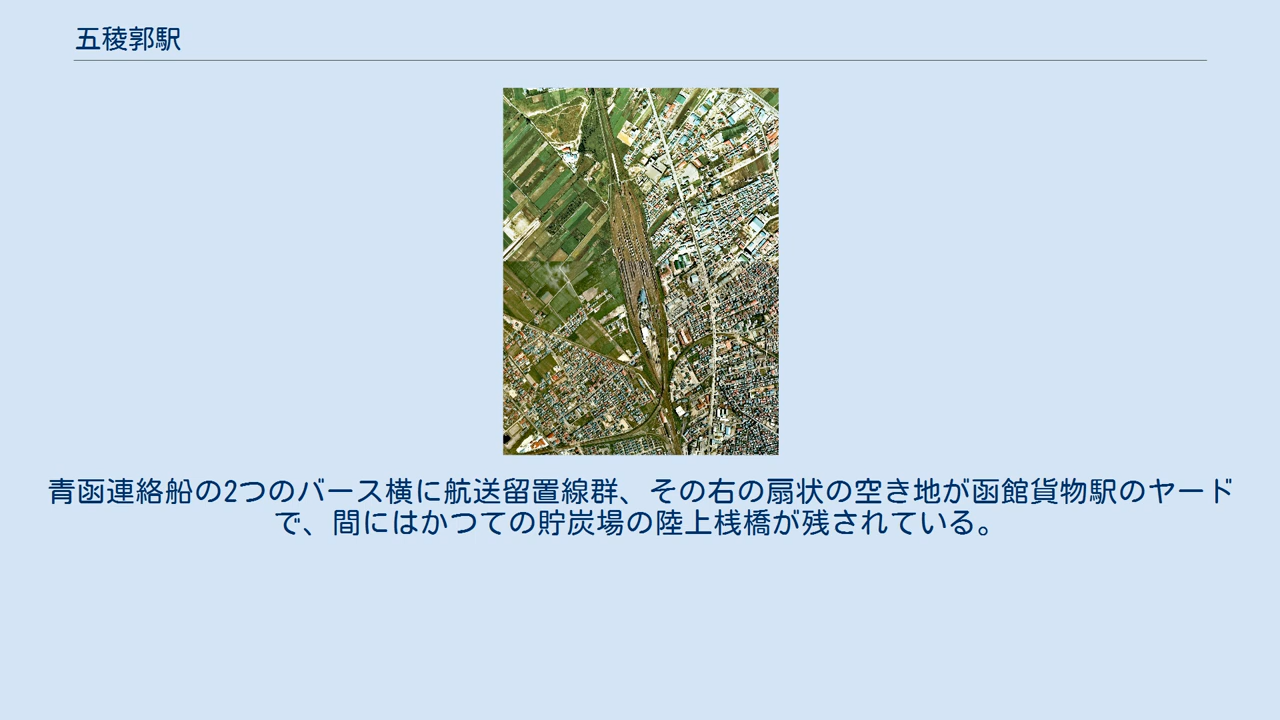 五稜郭駅
青函連絡船の2つのバース横に航送留置線群、その右の扇状の空き地が函館貨物駅のヤード
で、間にはかつての貯炭場の陸上桟橋が残されている。